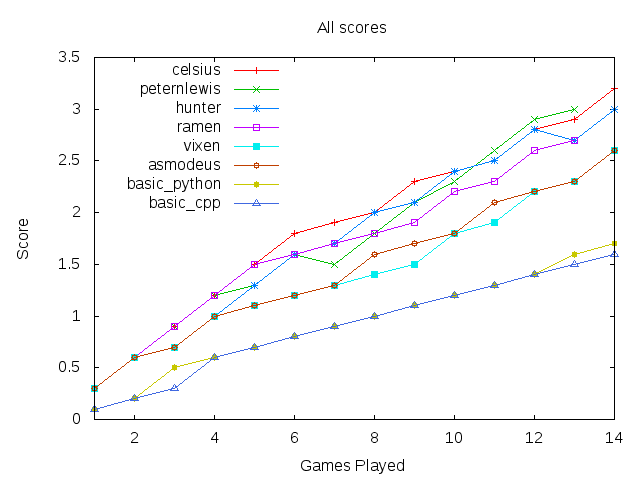 All scores
3.5
3
2.5
2
1.5
1
0.5
0
celsius
peternlewis
hunter
ramen
vixen
asmodeus
basic_python
basic_cpp
Score
2 4 6 8 10 12 14
Games Played